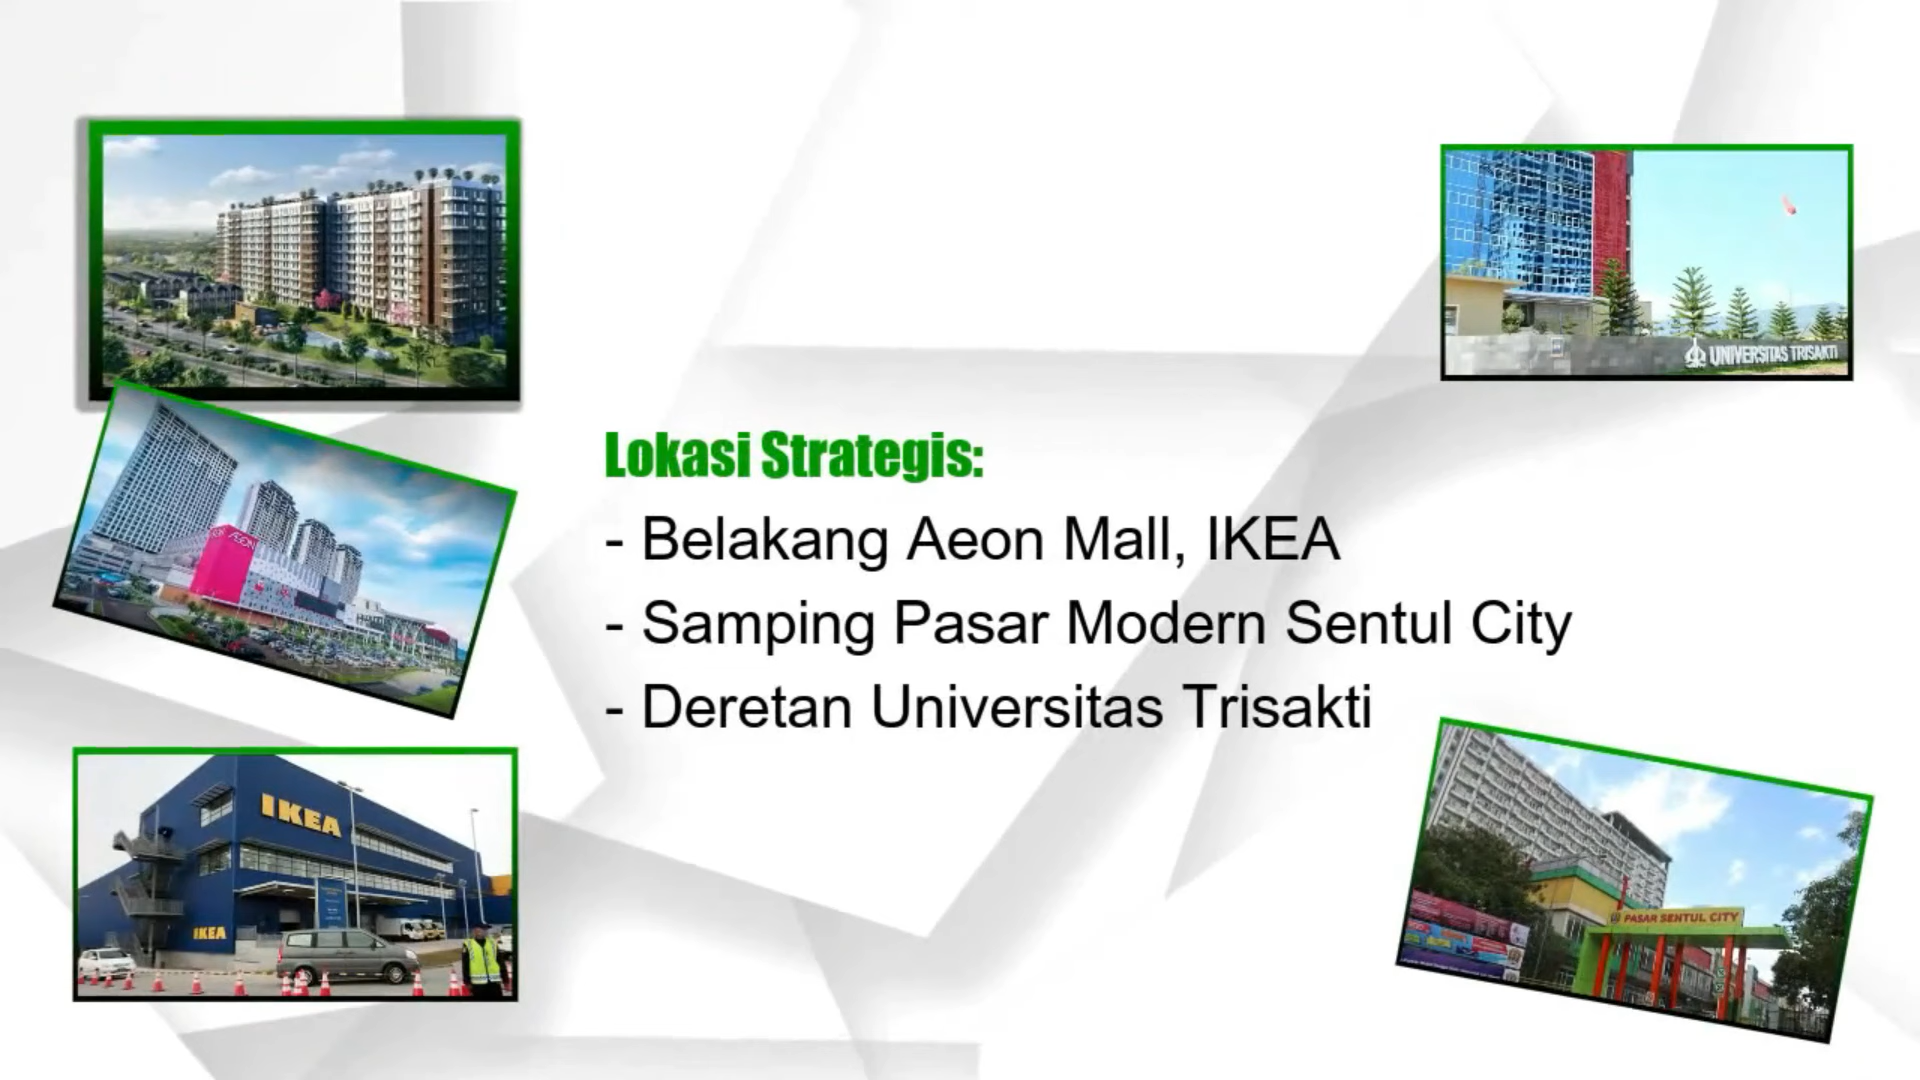 UNIVERSITAS TRISAKTI
AEON
Lokasi Strategis:
- Belakang Aeon Mall, IKEA
- Samping Pasar Modern Sentul City
- Deretan Universitas Trisakti
IKEA
IKEA
PASAR SENTUL CITY